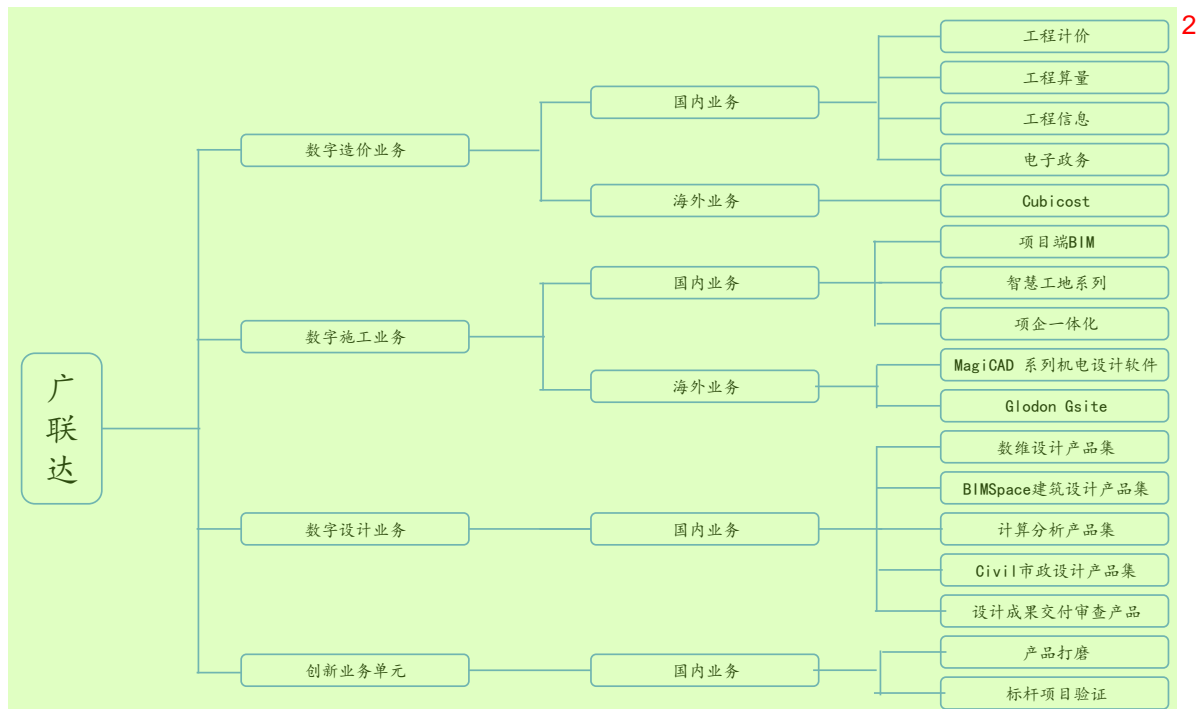 2
工程计价
工程算量
国内业务
工程信息
数字造价业务
电子政务
海外业务
Cubicost
项目端BIM
国内业务
智慧工地系列
数字施工业务
项企一体化
MagiCAD 系列机电设计软件
海外业务
Glodon Gsite
广
联
达
数维设计产品集
BIMSpace建筑设计产品集
数字设计业务
国内业务
计算分析产品集
Civil市政设计产品集
设计成果交付审查产品
产品打磨
创新业务单元
国内业务
标杆项目验证